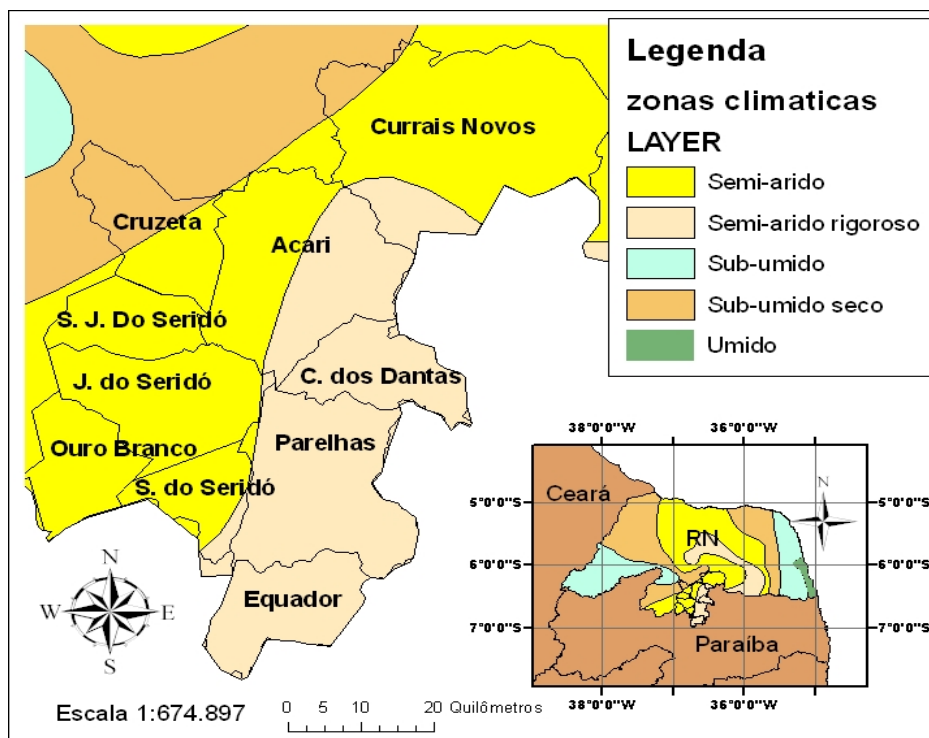 Legenda
zonas climaticas
LAYER
Semi-arido
Semi-arido rigoroso
Sub-umido
Sub-umido seco
Umido
Currais Novos
Cruzeta
Acari
S. J. Do Seridó
J. do Seridó
C. dos Dantas
Ouro Branco
Parelhas
S. do Seridó
Equador
N
W E
S
Escala 1:674.897
0 5 10 20 Quilômetros
38°0'0"W 36°0'0"W
Ceará
N
5°0'0"S 5°0'0"S
RN
6°0'0"S 6°0'0"S
7°0'0"S 7°0'0"S
Paraíba
38°0'0"W 36°0'0"W